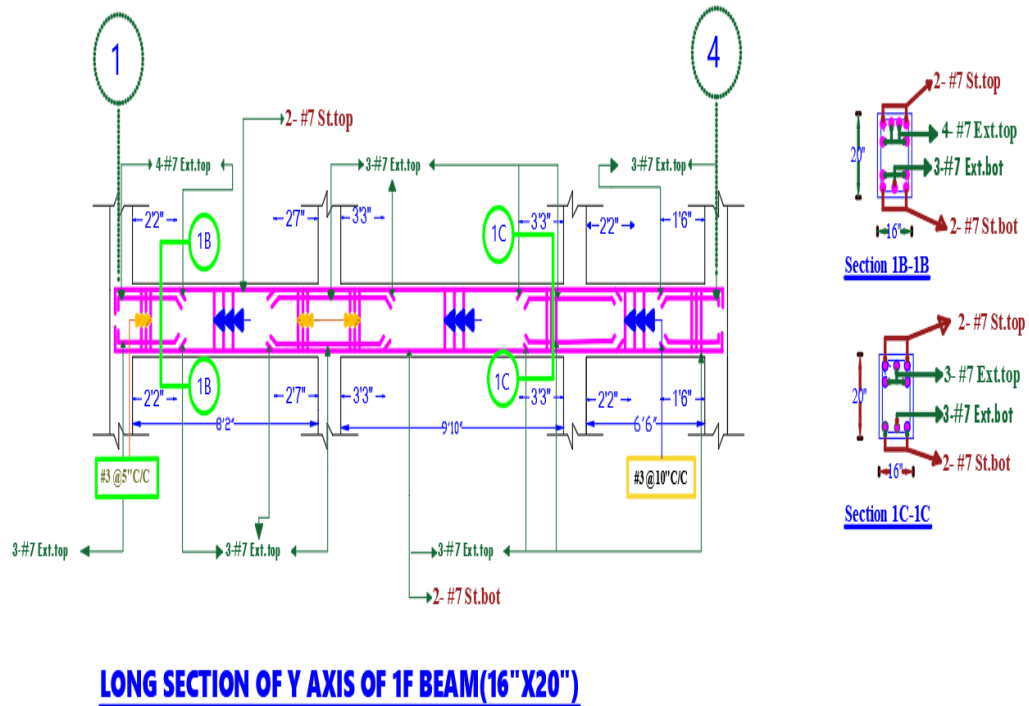 1
4
2- #7 St.top
4-#7 Ext.top
3-#7 Ext.top
3-#7 Ext.top
2'2"
2'7"
3'3"
3'3"
2'2"
1'6"
1B
1C
1B
1C
2'2"
2'7"
3'3"
3'3"
2'2"
1'6"
8'2"
9'10"
6'6"
#3 @5"C/C
#3 @10"C/C
3-#7 Ext.top
3-#7 Ext.top
3-#7 Ext.top
2- #7 St.bot
LONG SECTION OF Y AXIS OF 1F BEAM(16"X20")
2- #7 St.top
4- #7 Ext.top
3-#7 Ext.bot
2- #7 St.bot
20"
16"
Section 1B-1B
2- #7 St.top
3- #7 Ext.top
3-#7 Ext.bot
2- #7 St.bot
20"
16"
Section 1C-1C